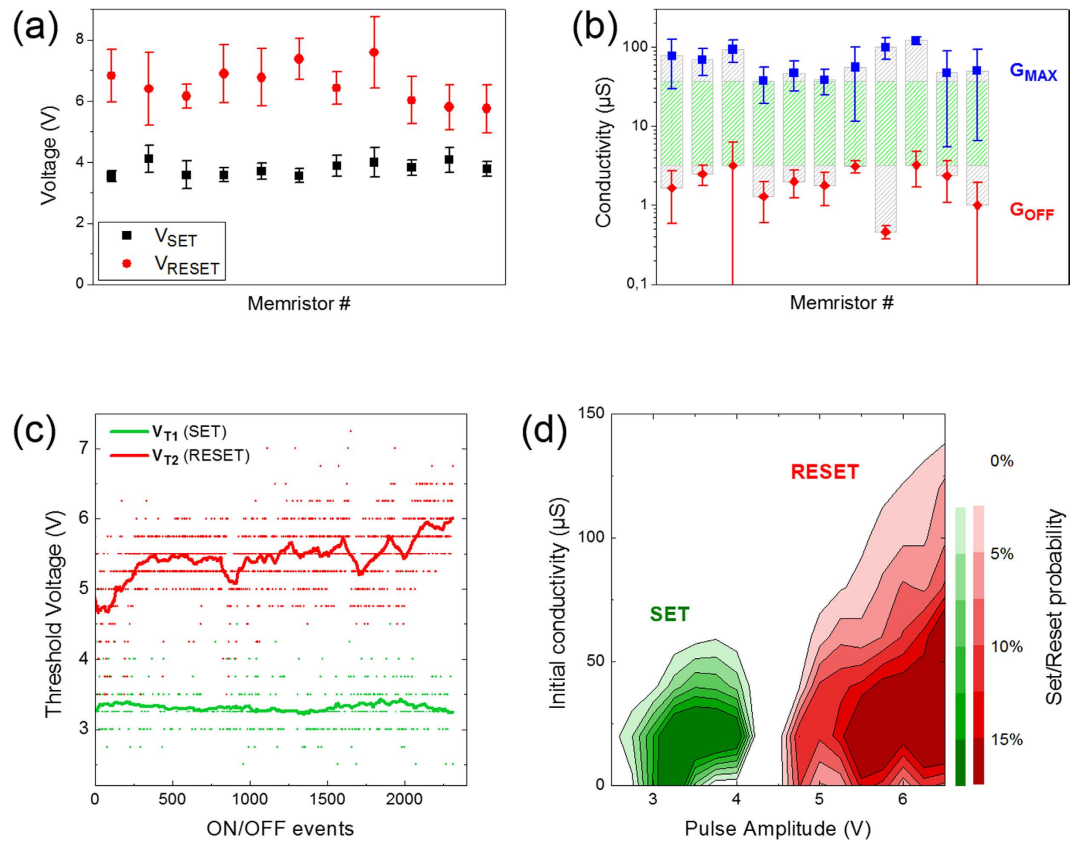 (a)
8
6
4
2
0
Voltage (V)
V_SET
V_RESET
Memristor #
(b)
100
10
1
0,1
Conductivity (µS)
G_MAX
G_OFF
Memristor #
(c)
7
6
5
4
3
Threshold Voltage (V)
V_T1 (SET)
V_T2 (RESET)
0 500 1000 1500 2000
ON/OFF events
(d)
150
100
50
0
Initial conductivity (µS)
RESET
SET
3 4 5 6
Pulse Amplitude (V)
0%
5%
10%
15%
Set/Reset probability